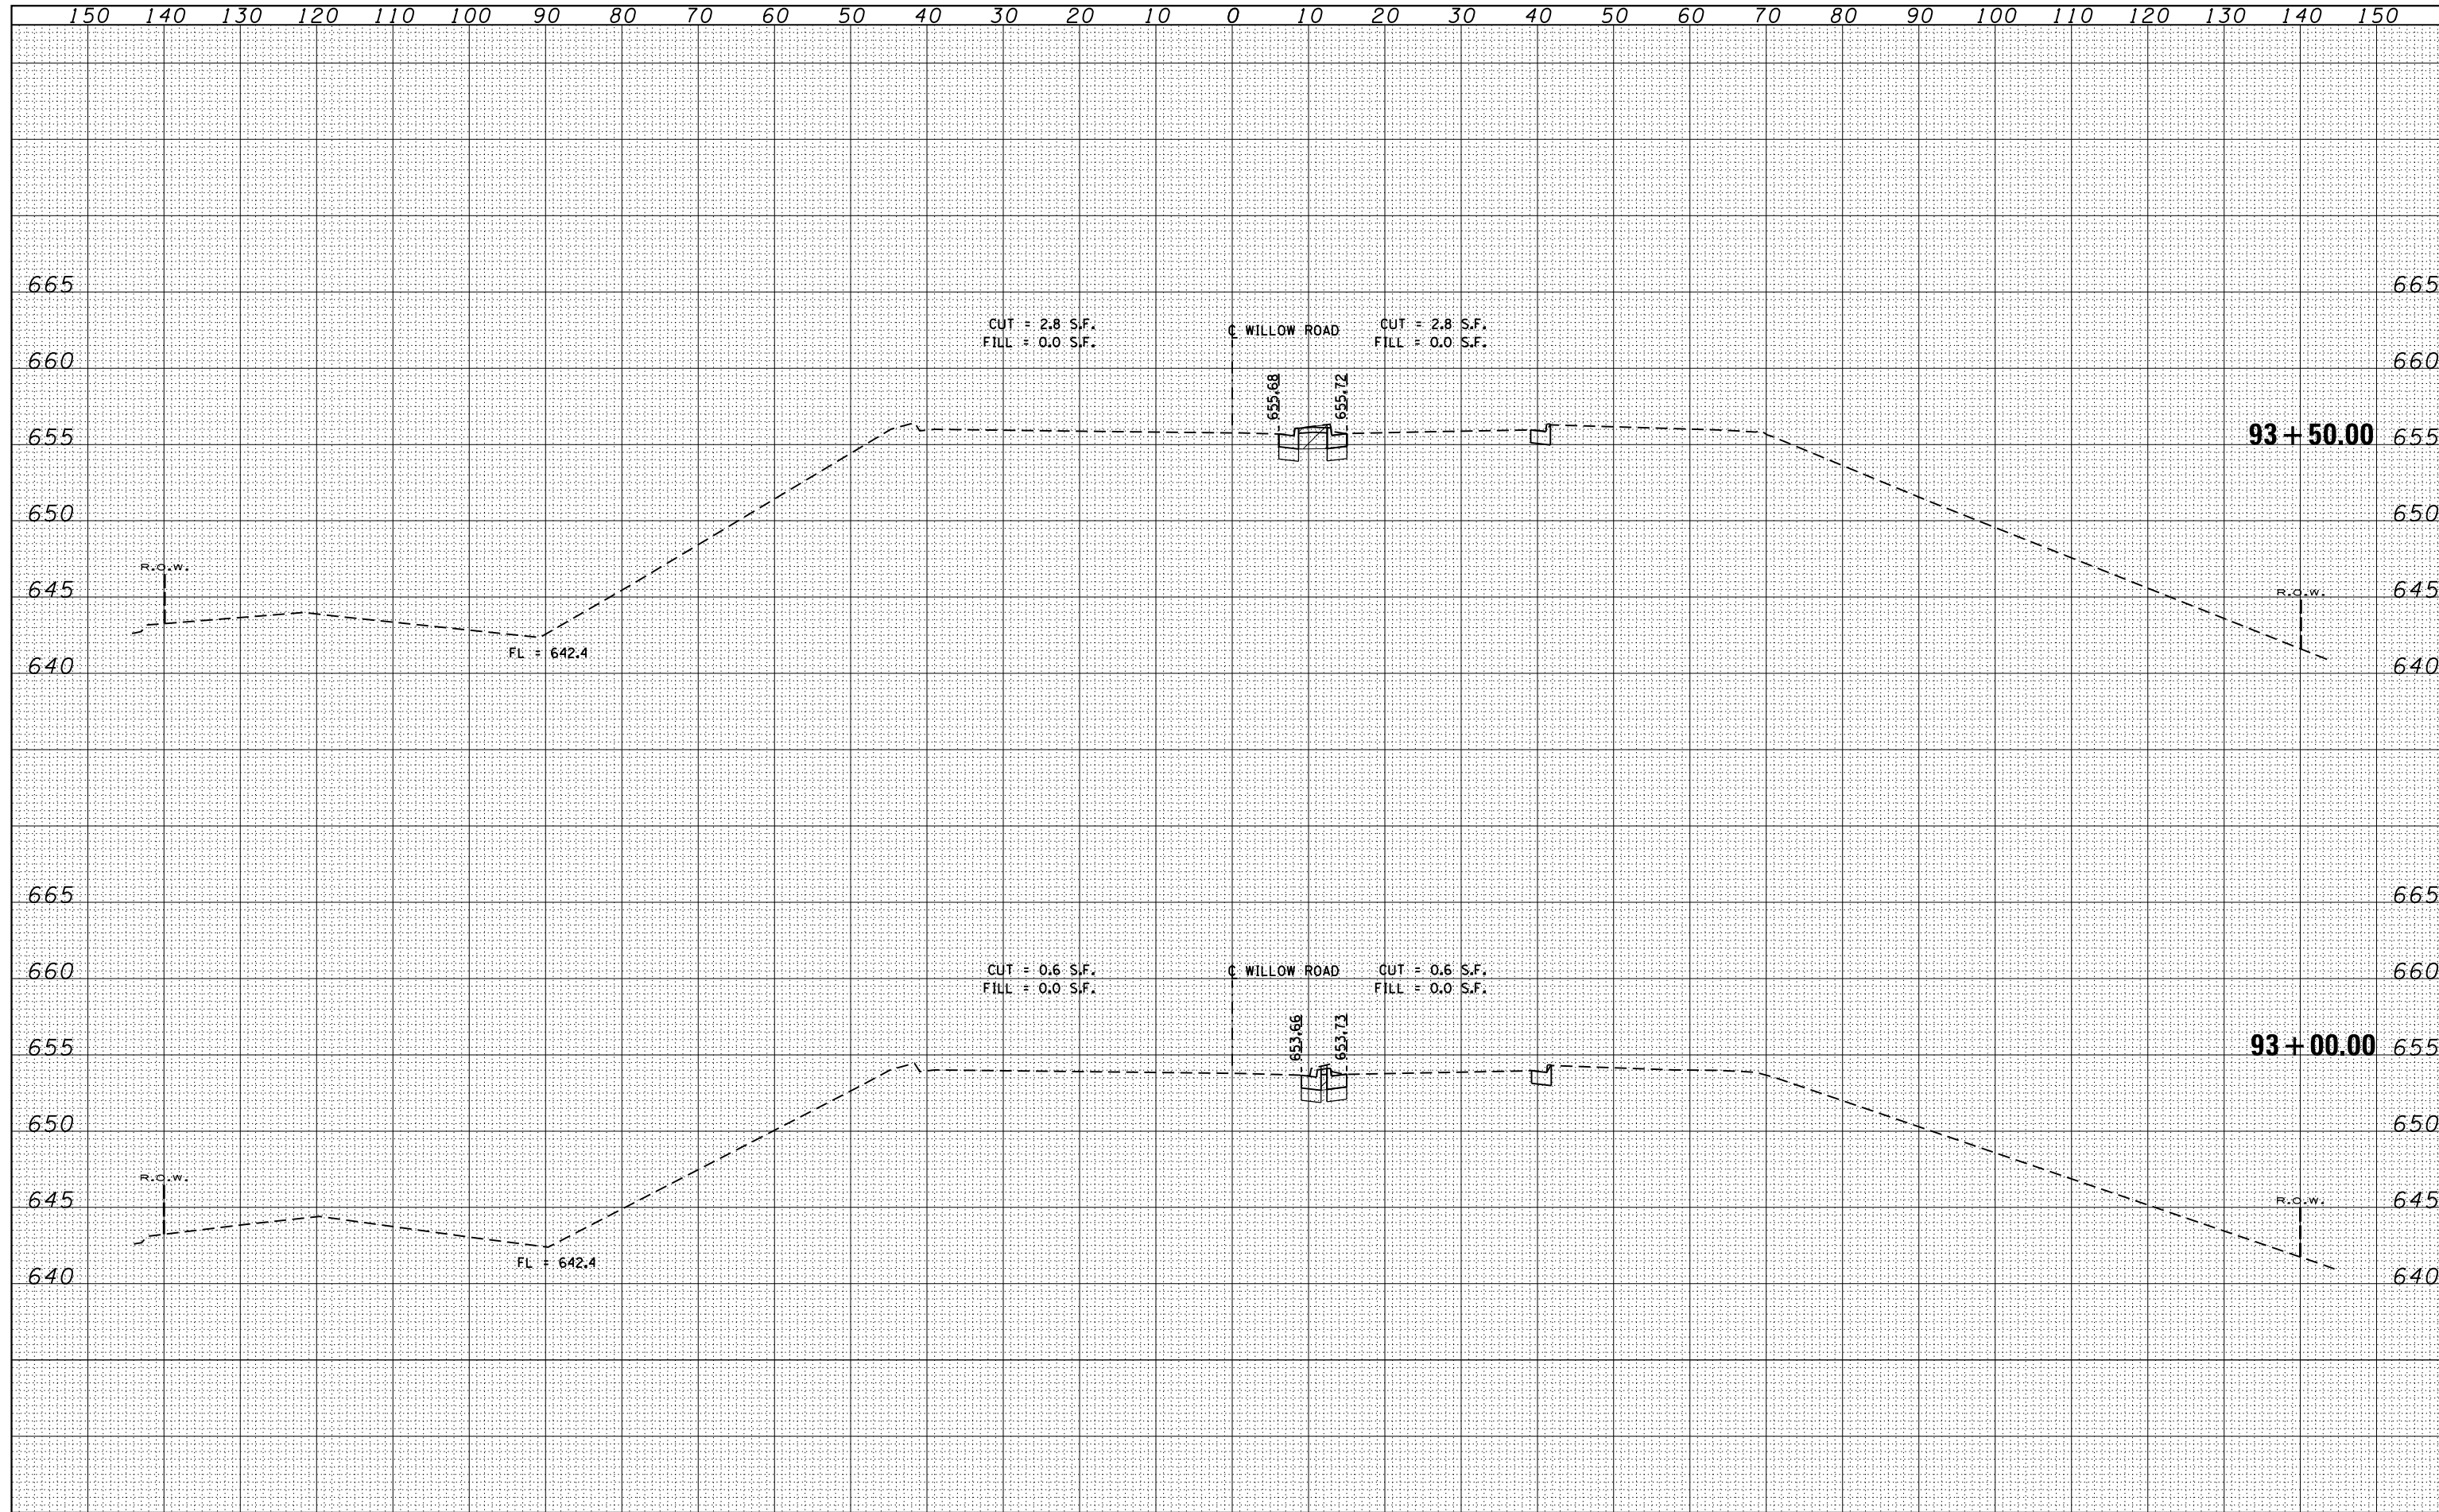 150 140 130 120 110 100 90 80 70 60 50 40 30 20 10 0 10 20 30 40 50 60 70 80 90 100 110 120 130 140 150
665 665
CUT = 2.8 S.F. ℄ WILLOW ROAD CUT = 2.8 S.F.
FILL = 0.0 S.F. FILL = 0.0 S.F.
660 660
655.68 655.72
655 93+50.00 655
650 650
R.O.W.
645 645
R.O.W.
FL = 642.4
640 640
665 665
660 CUT = 0.6 S.F. ℄ WILLOW ROAD CUT = 0.6 S.F. 660
FILL = 0.0 S.F. FILL = 0.0 S.F.
653.66 653.73
655 93+00.00 655
650 650
R.O.W.
645 645
R.O.W.
FL = 642.4
640 640